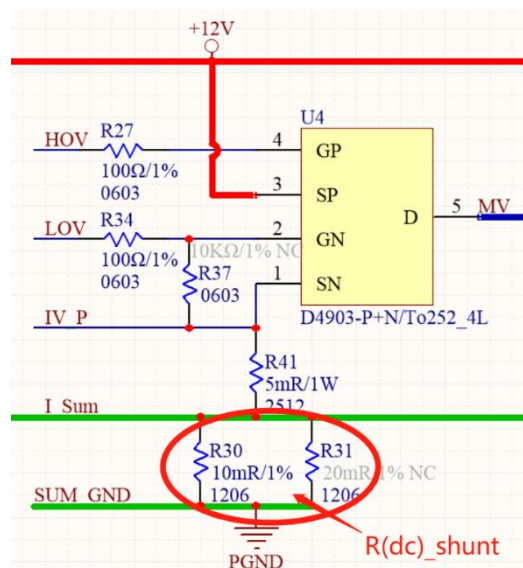 +12V
U4
HOV
R27
100Ω/1%
0603
4
GP
3
SP
LOV
R34
100Ω/1%
0603
10KΩ/1% NC
2
GN
D
5
MV
R37
0603
1
SN
IV_P
D4903-P+N/To252_4L
R41
5mR/1W
2512
I_Sum
R30
10mR/1%
1206
R31
20mR/1% NC
1206
SUM_GND
R(dc)_shunt
PGND